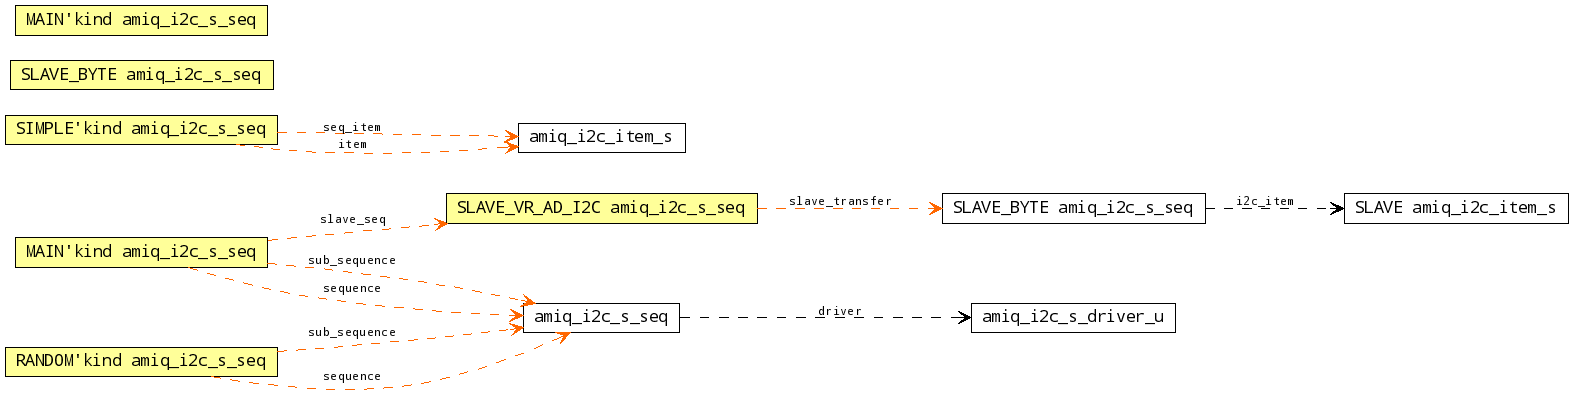 MAIN'kind amiq_i2c_s_seq
SLAVE_BYTE amiq_i2c_s_seq
SIMPLE'kind amiq_i2c_s_seq
seq_item
item
amiq_i2c_item_s
SLAVE_VR_AD_I2C amiq_i2c_s_seq
slave_transfer
SLAVE_BYTE amiq_i2c_s_seq
i2c_item
SLAVE amiq_i2c_item_s
slave_seq
MAIN'kind amiq_i2c_s_seq
sub_sequence
sequence
amiq_i2c_s_seq
driver
amiq_i2c_s_driver_u
sub_sequence
RANDOM'kind amiq_i2c_s_seq
sequence